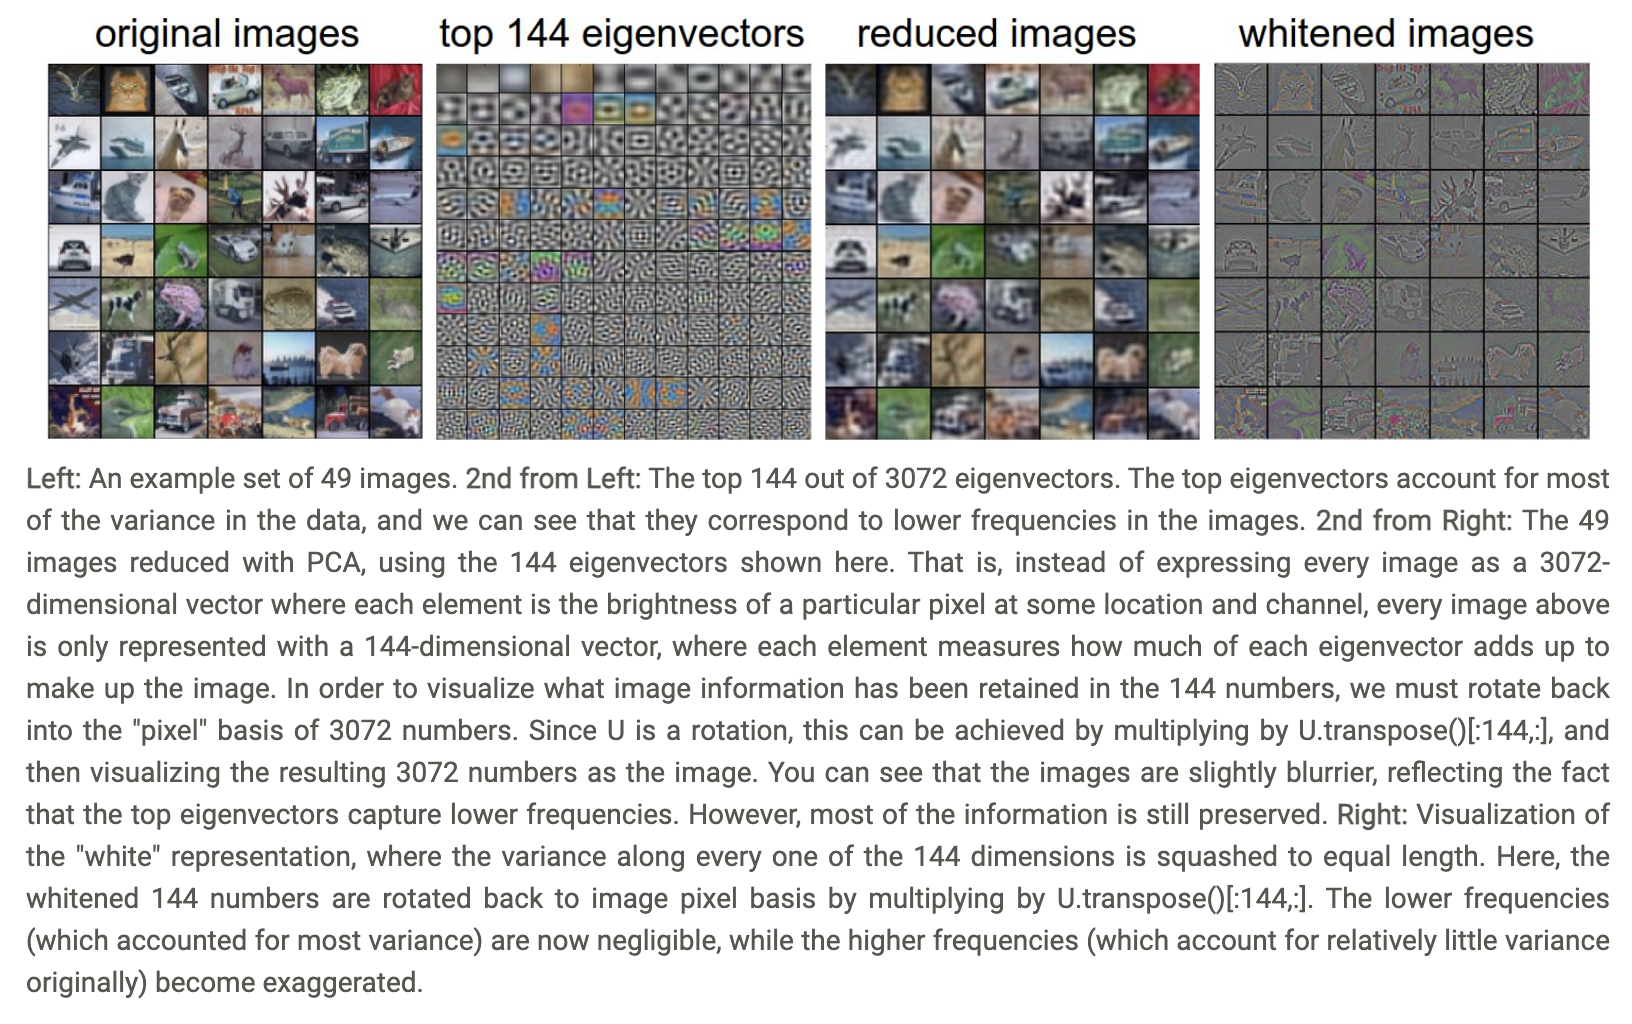 original images top 144 eigenvectors reduced images whitened images
Left: An example set of 49 images. 2nd from Left: The top 144 out of 3072 eigenvectors. The top eigenvectors account for most
of the variance in the data, and we can see that they correspond to lower frequencies in the images. 2nd from Right: The 49
images reduced with PCA, using the 144 eigenvectors shown here. That is, instead of expressing every image as a 3072-
dimensional vector where each element is the brightness of a particular pixel at some location and channel, every image above
is only represented with a 144-dimensional vector, where each element measures how much of each eigenvector adds up to
make up the image. In order to visualize what image information has been retained in the 144 numbers, we must rotate back
into the "pixel" basis of 3072 numbers. Since U is a rotation, this can be achieved by multiplying by U.transpose()[:144,:], and
then visualizing the resulting 3072 numbers as the image. You can see that the images are slightly blurrier, reflecting the fact
that the top eigenvectors capture lower frequencies. However, most of the information is still preserved. Right: Visualization of
the "white" representation, where the variance along every one of the 144 dimensions is squashed to equal length. Here, the
whitened 144 numbers are rotated back to image pixel basis by multiplying by U.transpose()[:144,:]. The lower frequencies
(which accounted for most variance) are now negligible, while the higher frequencies (which account for relatively little variance
originally) become exaggerated.